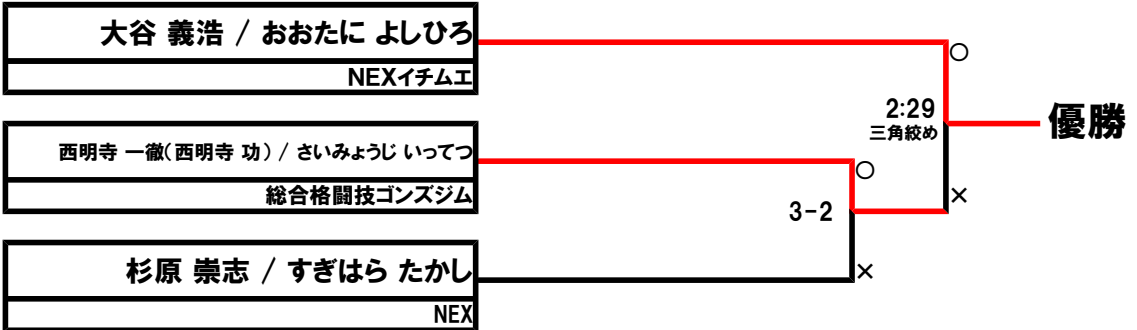 大谷 義浩 / おおたに よしひろ
NEXイチムエ
○
2:29
三角絞め
優勝
西明寺 一徹(西明寺 功) / さいみょうじ いってつ
総合格闘技ゴンズジム
○
3-2
×
杉原 崇志 / すぎはら たかし
×
NEX